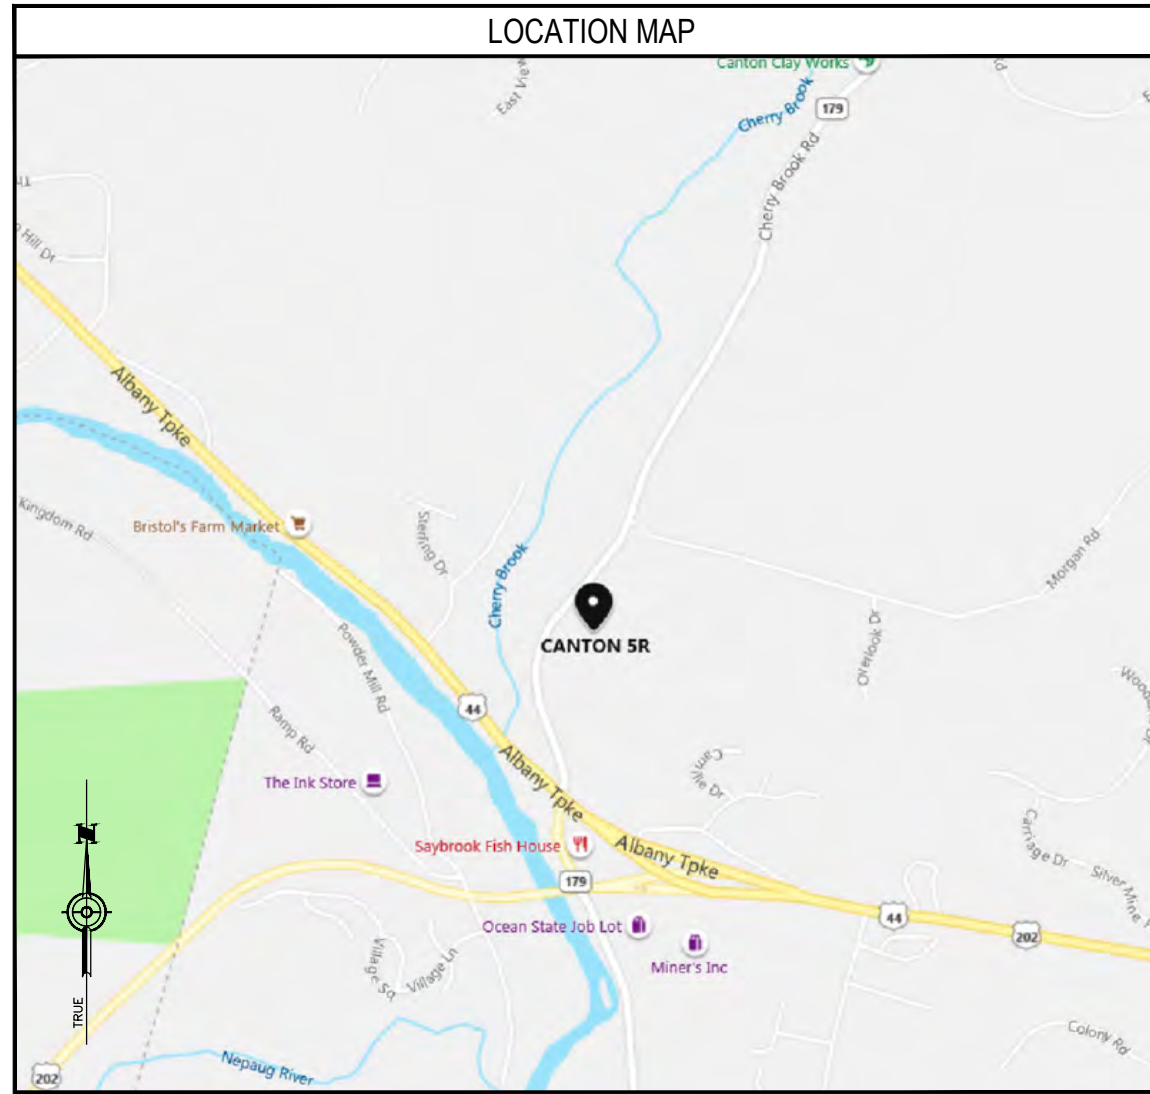 LOCATION MAP
Canton Clay Works
East View
Cherry Brook
179
Cherry Brook Rd
Hill Dr
Albany Tpke
Kingdom Rd
Bristol's Farm Market
Sterling Dr
Cherry Brook
Morgan Rd
CANTON 5R
Overlook Dr
Powder Mill Rd
Ramp Rd
44
Albany Tpke
Camille Dr
The Ink Store
Saybrook Fish House
Albany Tpke
Carriage Dr
Silver Mine
179
N
44
202
Ocean State Job Lot
Miner's Inc
Village Sq
Village Ln
TRUE
Colony Rd
Nepaug River
202